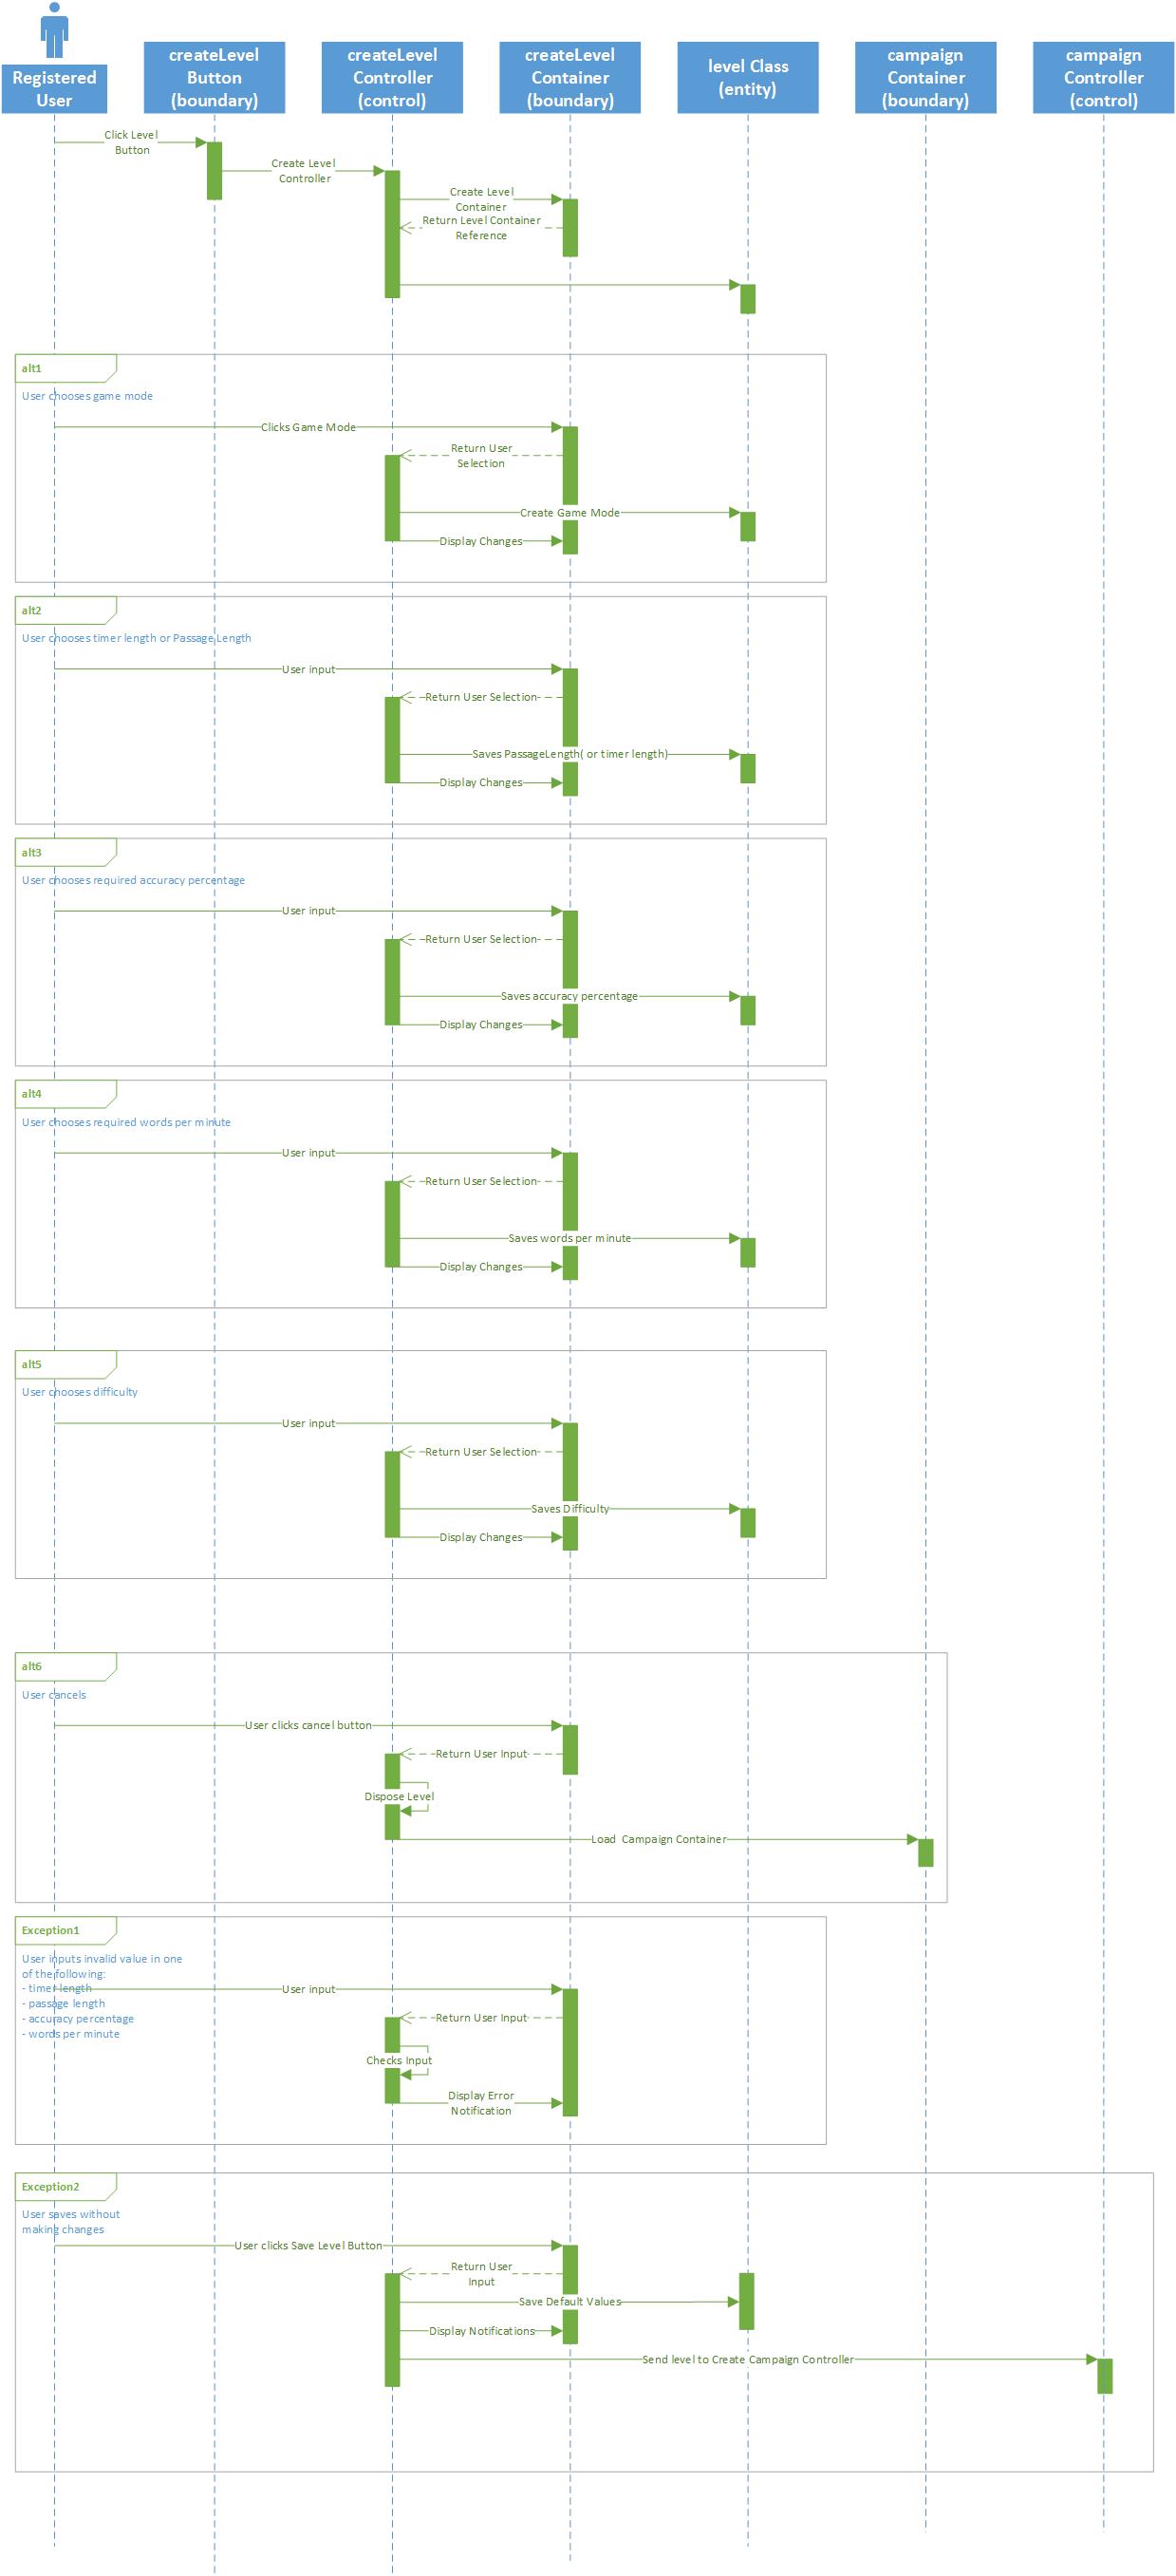 Registered
User
createLevel
Button
(boundary)
createLevel
Controller
(control)
createLevel
Container
(boundary)
level Class
(entity)
campaign
Container
(boundary)
campaign
Controller
(control)
Click Level
Button
Create Level
Controller
Create Level
Container
Return Level Container
Reference
alt1
User chooses game mode
Clicks Game Mode
Return User
Selection
Create Game Mode
Display Changes
alt2
User chooses timer length or Passage Length
User input
Return User Selection
Saves PassageLength( or timer length)
Display Changes
alt3
User chooses required accuracy percentage
User input
Return User Selection
Saves accuracy percentage
Display Changes
alt4
User chooses required words per minute
User input
Return User Selection
Saves words per minute
Display Changes
alt5
User chooses difficulty
User input
Return User Selection
Saves Difficulty
Display Changes
alt6
User cancels
User clicks cancel button
Return User Input
Dispose Level
Load  Campaign Container
Exception1
User inputs invalid value in one
of the following:
- timer length
- passage length
- accuracy percentage
- words per minute
User input
Return User Input
Checks Input
Display Error
Notification
Exception2
User saves without
making changes
User clicks Save Level Button
Return User
Input
Save Default Values
Display Notifications
Send level to Create Campaign Controller